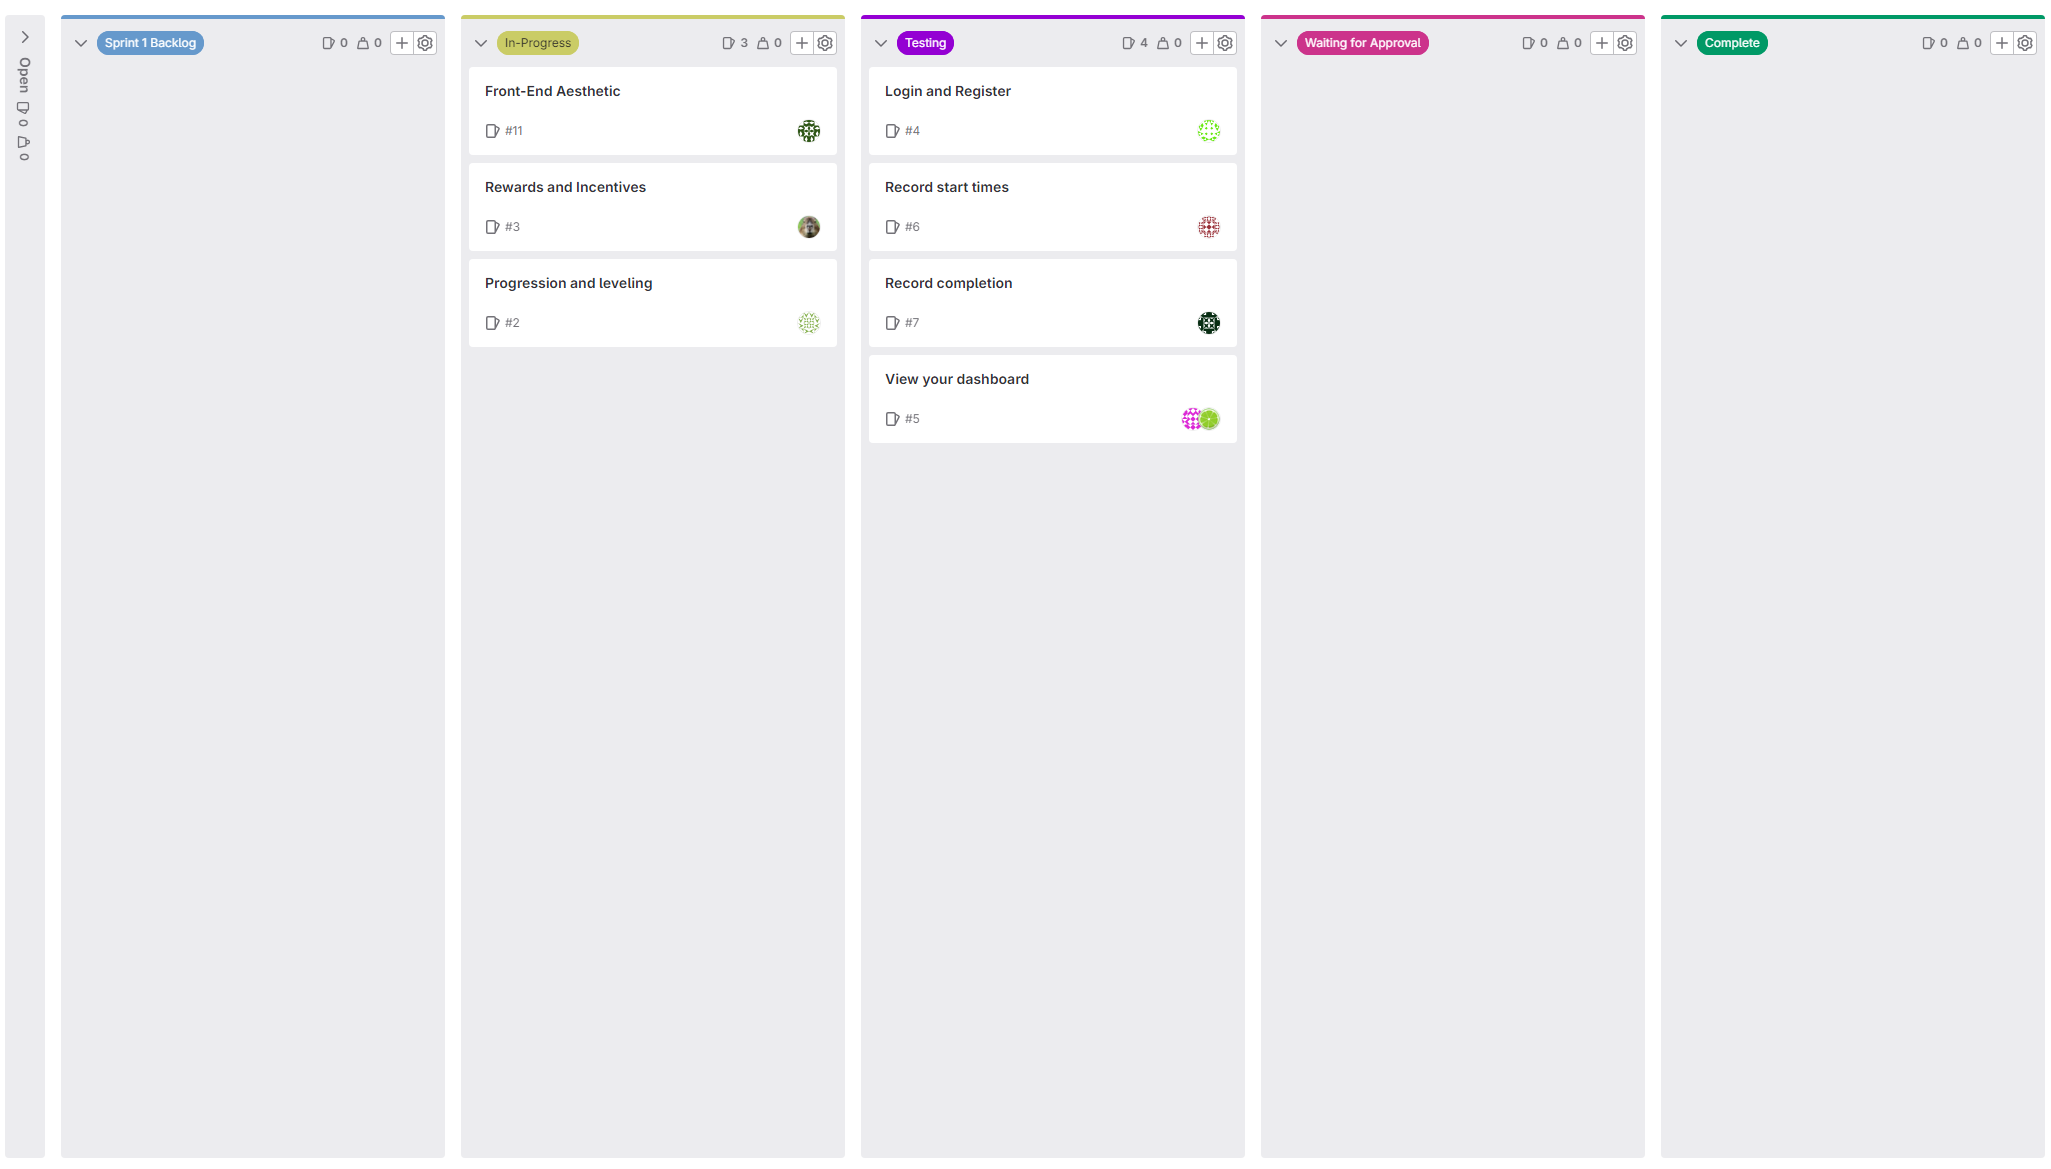 Open 0 0
Sprint 1 Backlog 0 0
In-Progress 3 0
Front-End Aesthetic
#11
Rewards and Incentives
#3
Progression and leveling
#2
Testing 4 0
Login and Register
#4
Record start times
#6
Record completion
#7
View your dashboard
#5
Waiting for Approval 0 0
Complete 0 0